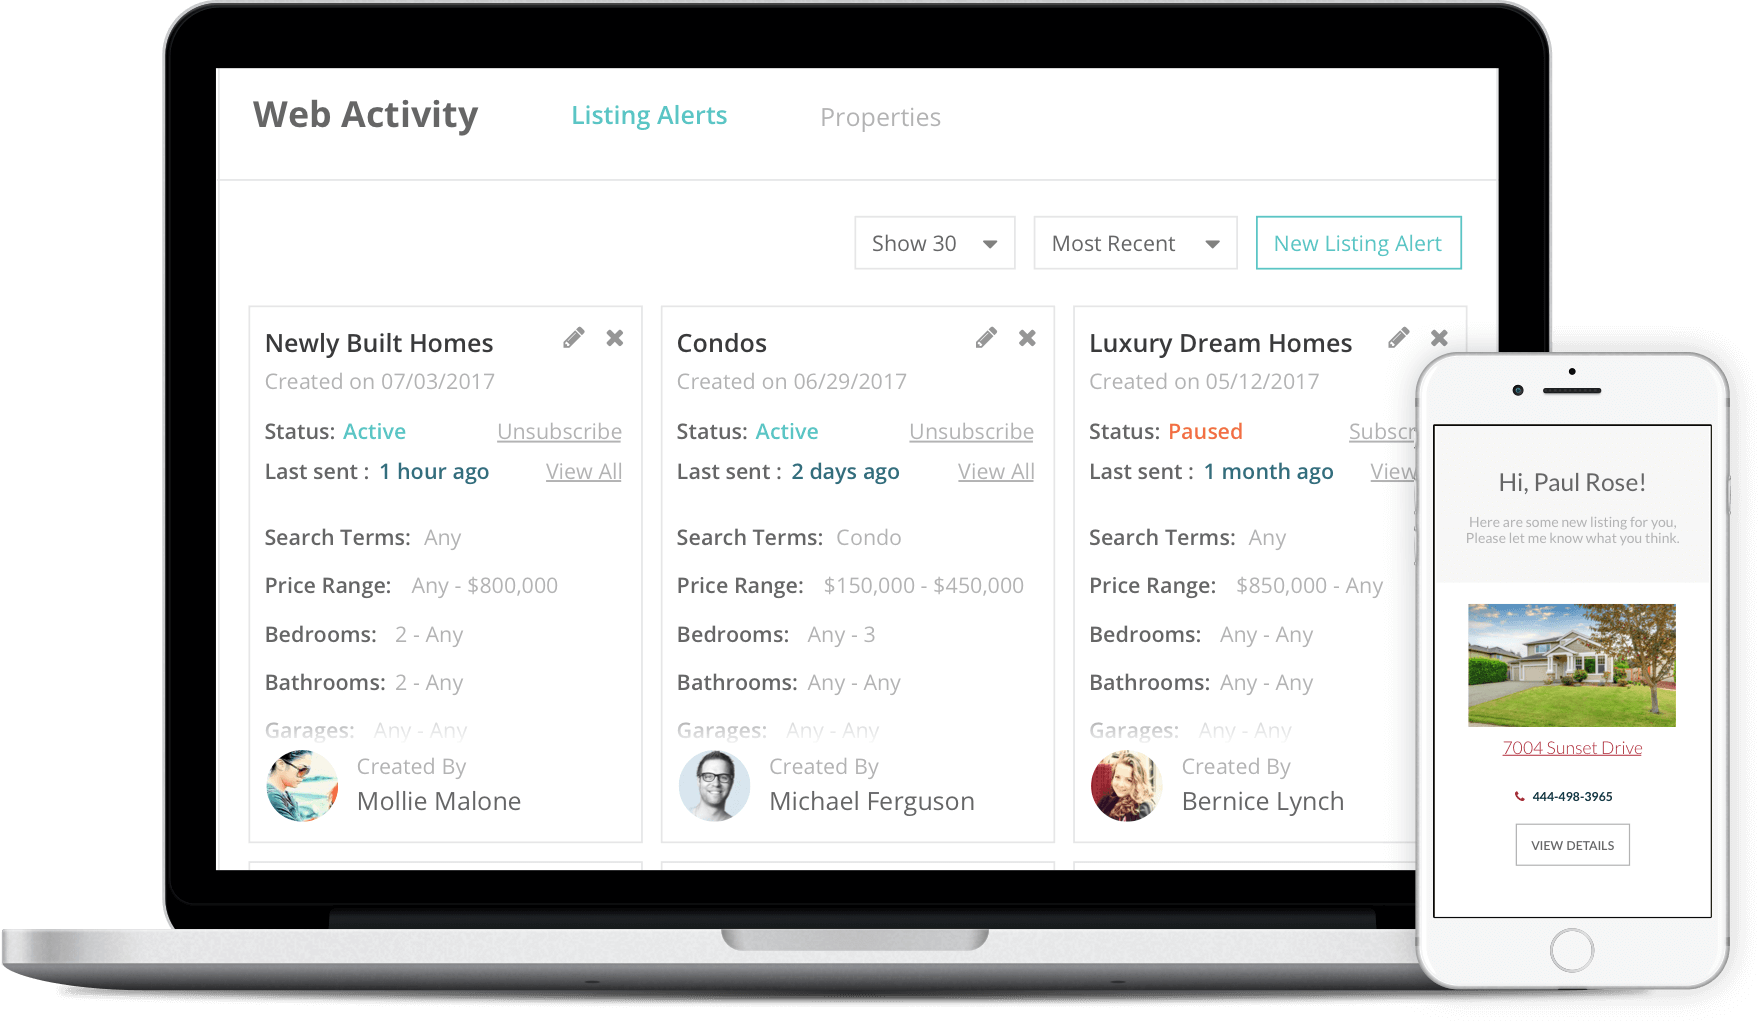 Web Activity Listing Alerts Properties
Show 30 Most Recent New Listing Alert
Newly Built Homes
Created on 07/03/2017
Status: Active Unsubscribe
Last sent : 1 hour ago View All
Search Terms: Any
Price Range: Any - $800,000
Bedrooms: 2 - Any
Bathrooms: 2 - Any
Garages: Any - Any
Created By
Mollie Malone
Condos
Created on 06/29/2017
Status: Active Unsubscribe
Last sent : 2 days ago View All
Search Terms: Condo
Price Range: $150,000 - $450,000
Bedrooms: Any - 3
Bathrooms: Any - Any
Garages: Any - Any
Created By
Michael Ferguson
Luxury Dream Homes
Created on 05/12/2017
Status: Paused Subscr
Last sent : 1 month ago View
Search Terms: Any
Price Range: $850,000 - Any
Bedrooms: Any - Any
Bathrooms: Any - Any
Garages: Any - Any
Created By
Bernice Lynch
Hi, Paul Rose!
Here are some new listing for you,
Please let me know what you think.
7004 Sunset Drive
444-498-3965
VIEW DETAILS